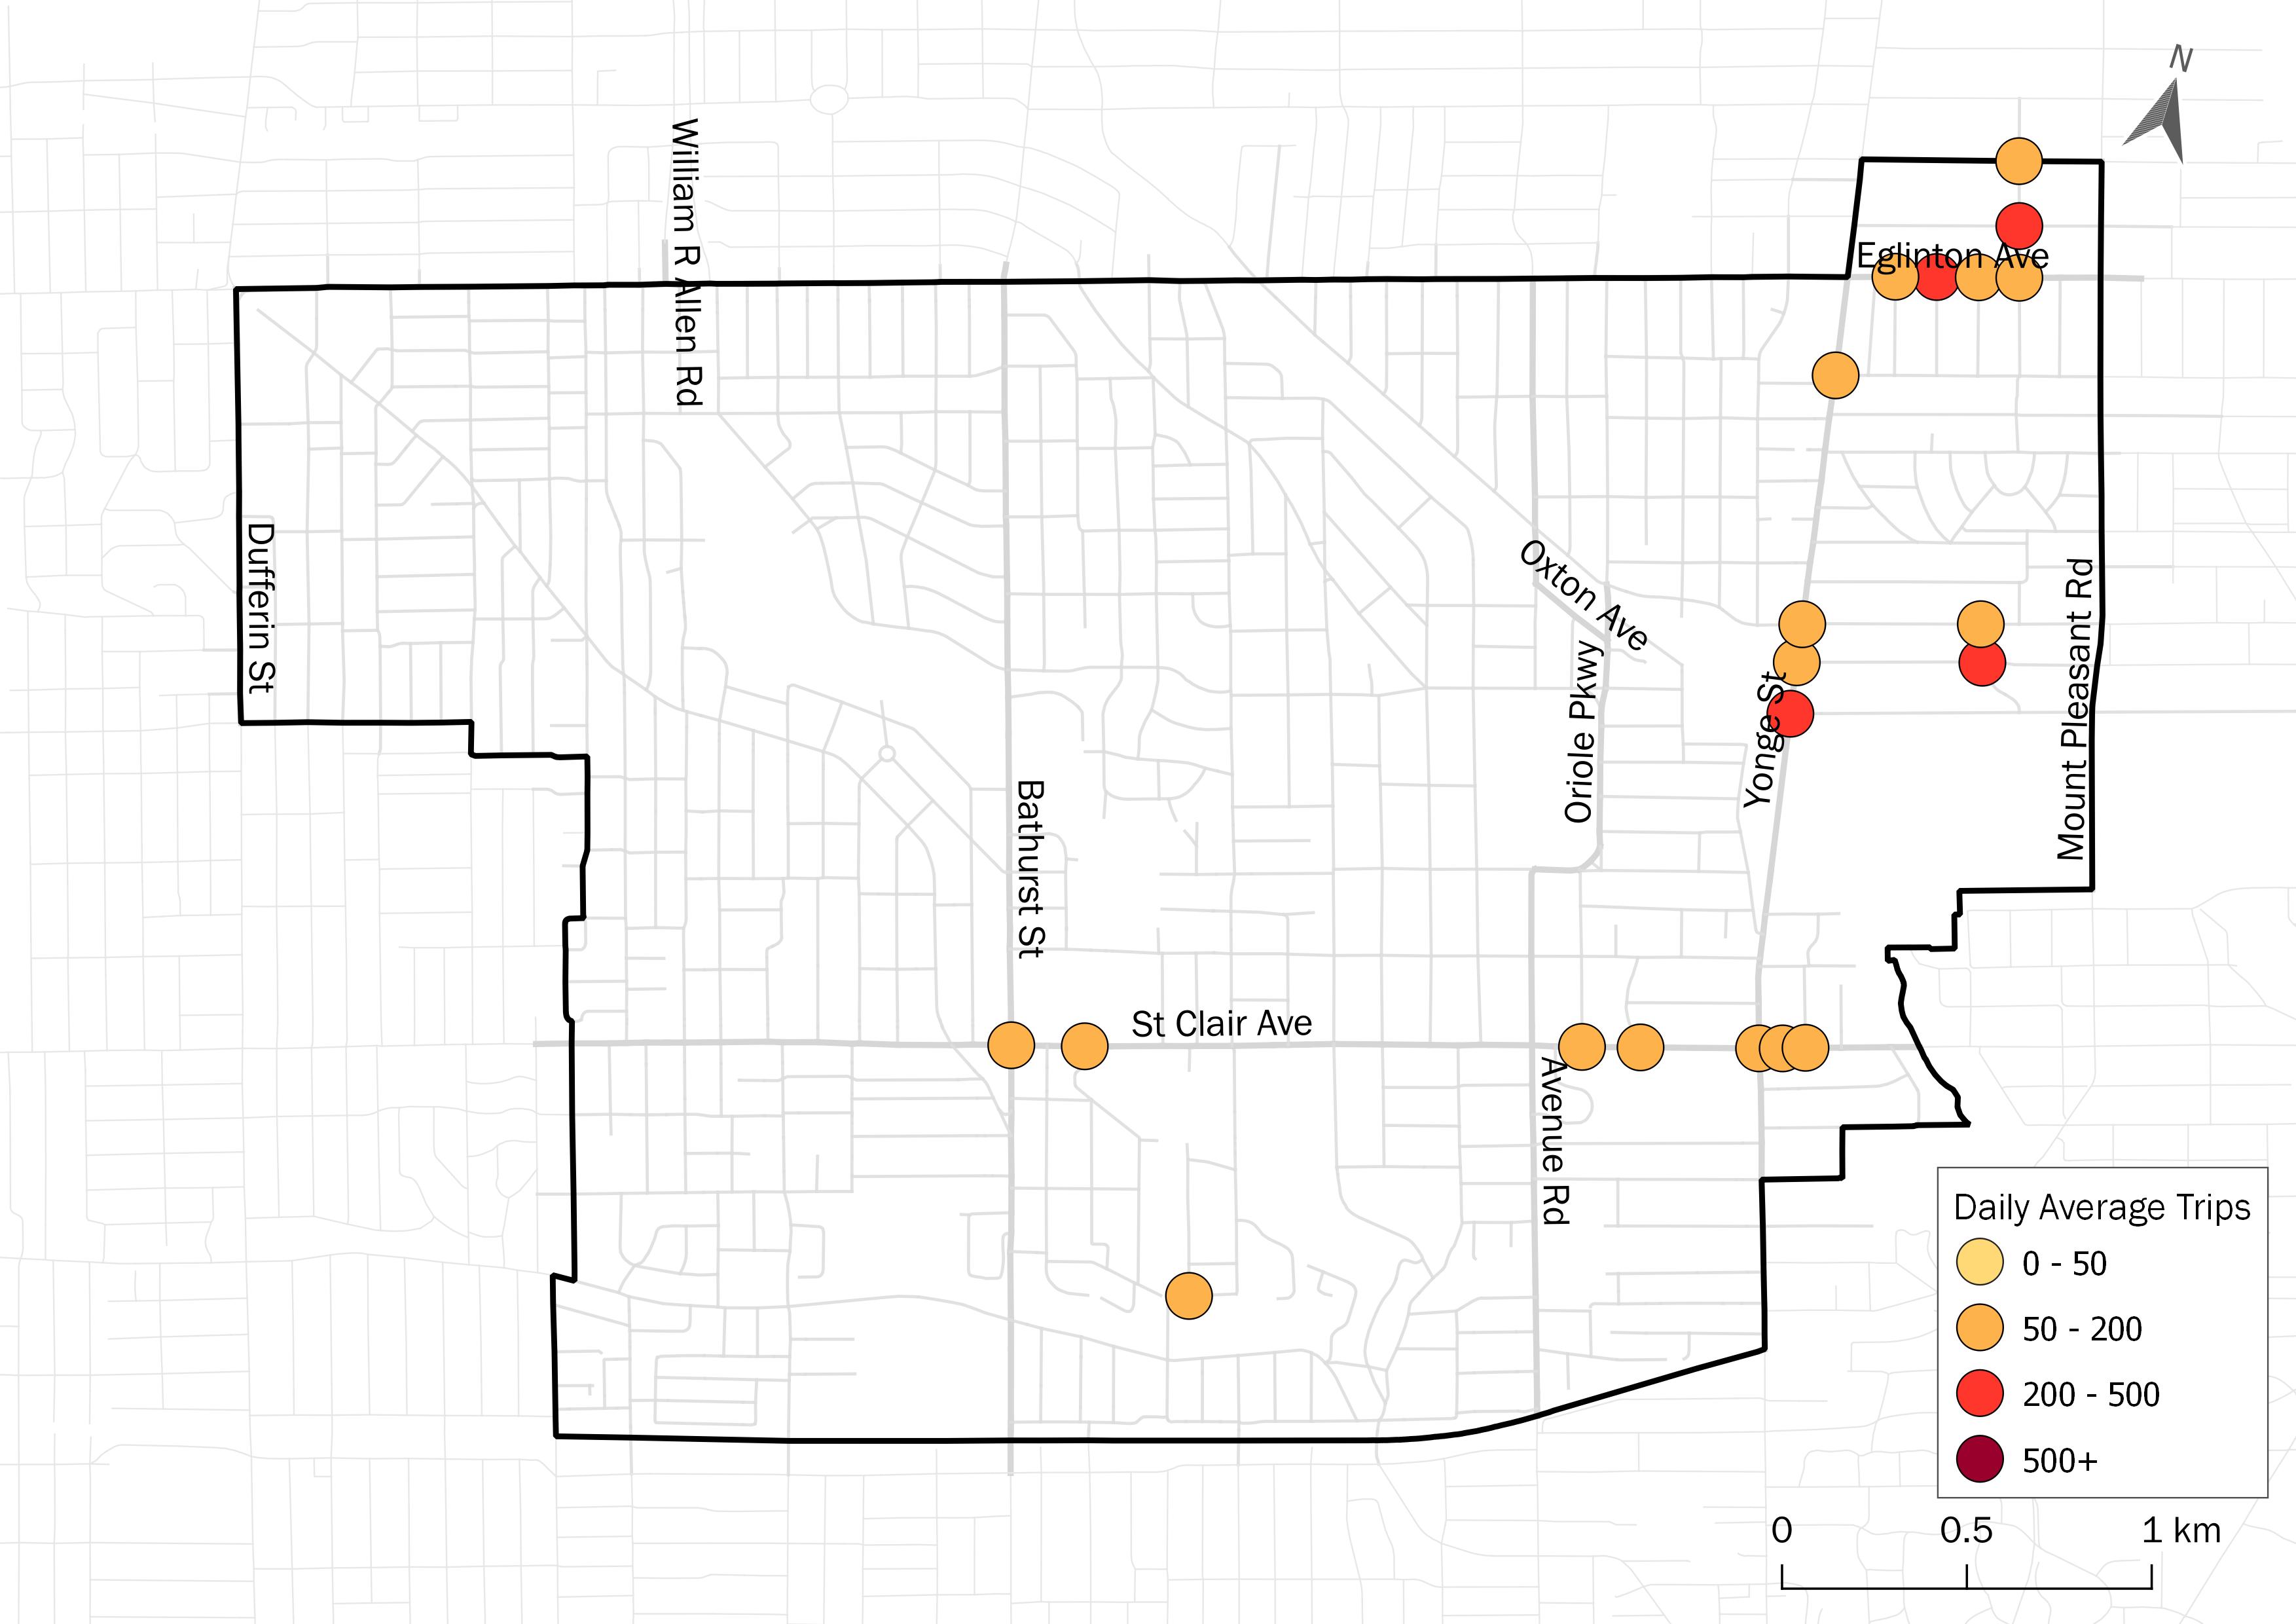 N
William R Allen Rd
Eglinton Ave
Dufferin St
Oxton Ave
Oriole Pkwy
Yonge St
Mount Pleasant Rd
Bathurst St
St Clair Ave
Avenue Rd
Daily Average Trips
0 - 50
50 - 200
200 - 500
500+
0 0.5 1 km